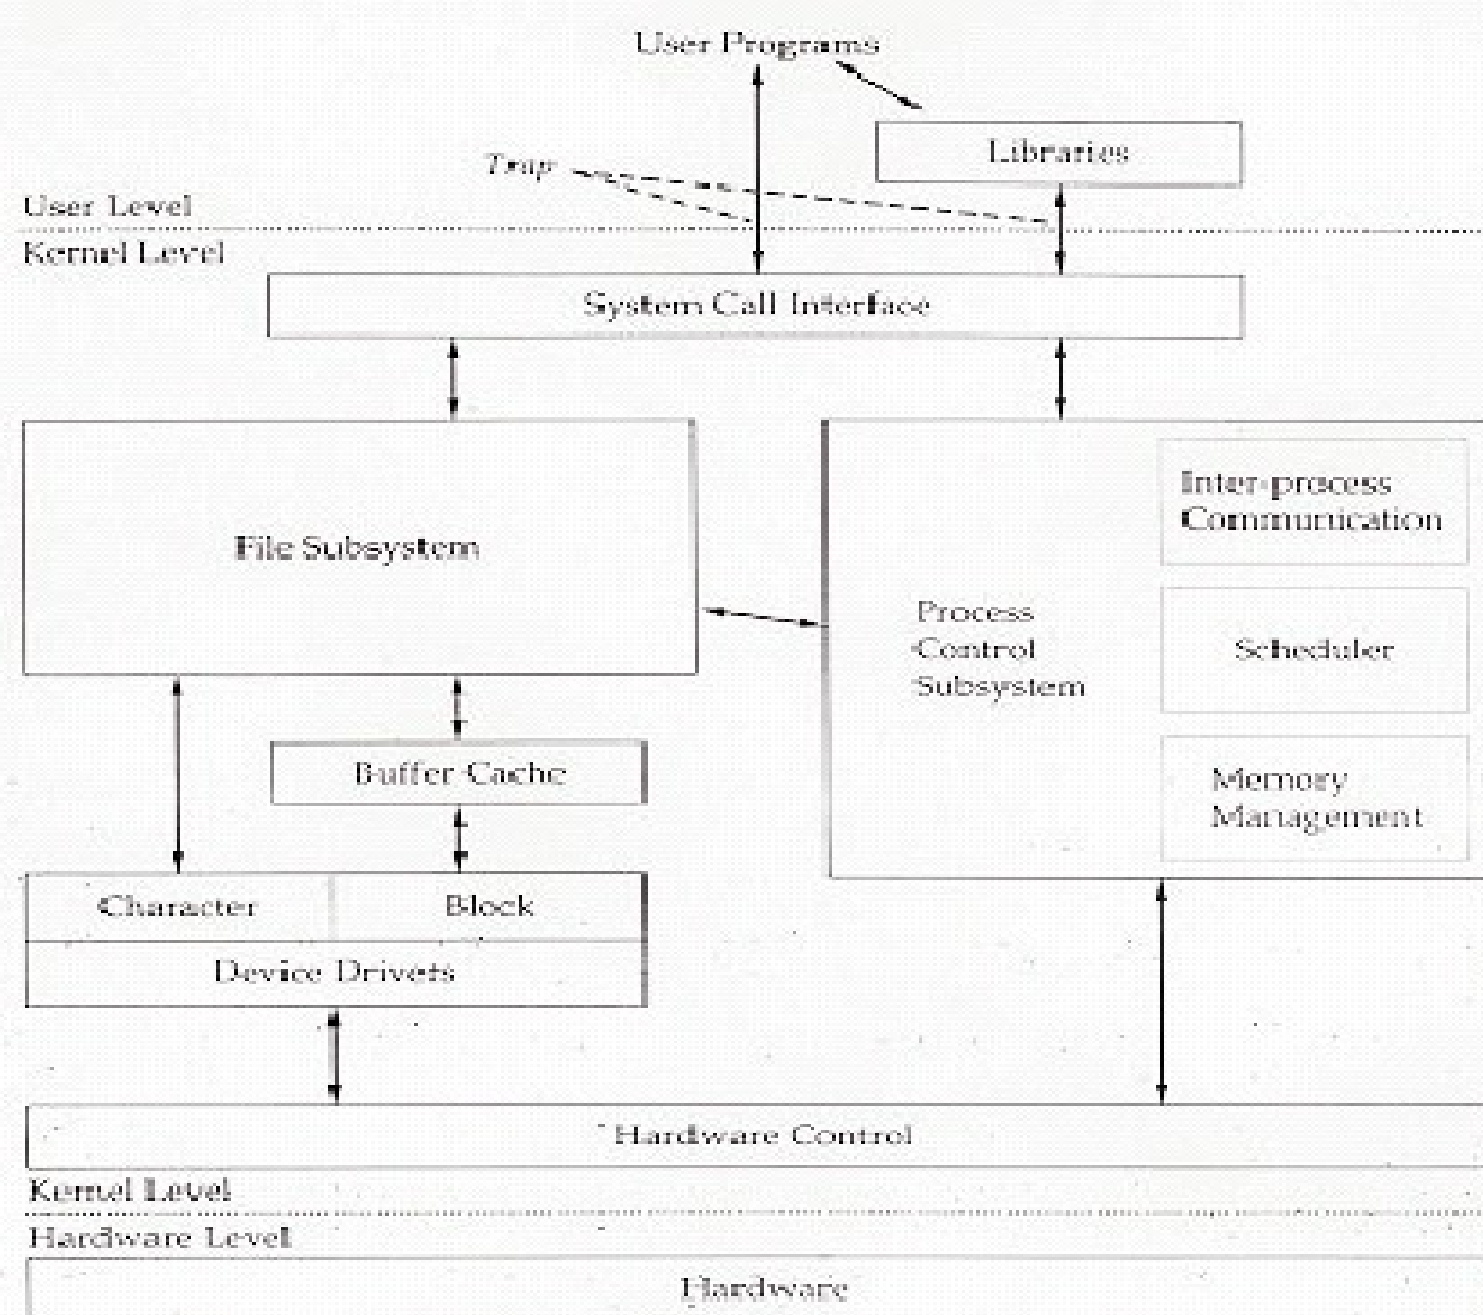 User Programs
Libraries
Trap
User Level
Kernel Level
System Call Interface
File Subsystem
Inter-process
Communication
Process
Control
Subsystem
Scheduler
Memory
Management
Buffer Cache
Character
Block
Device Drivers
Hardware Control
Kernel Level
Hardware Level
Hardware